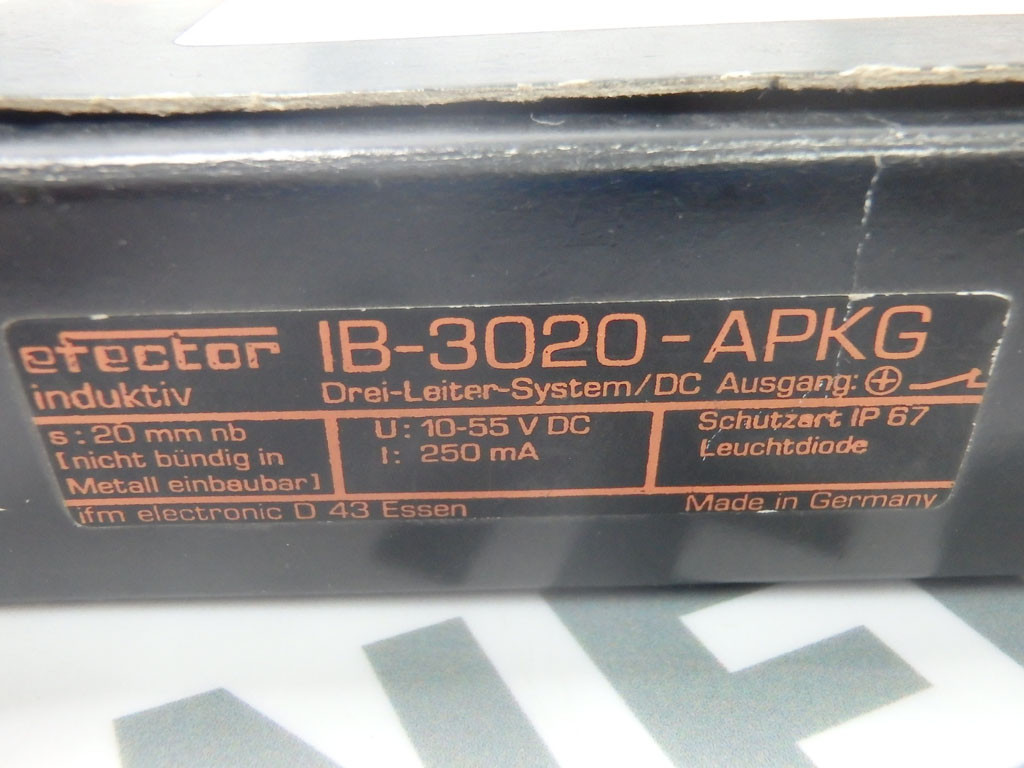 efector IB-3020-APKG
induktiv Drei-Leiter-System/DC Ausgang: ⊕
s: 20 mm nb
[nicht bündig in
Metall einbaubar]
U: 10-55 V DC
I: 250 mA
Schutzart IP 67
Leuchtdiode
ifm electronic D 43 Essen Made in Germany